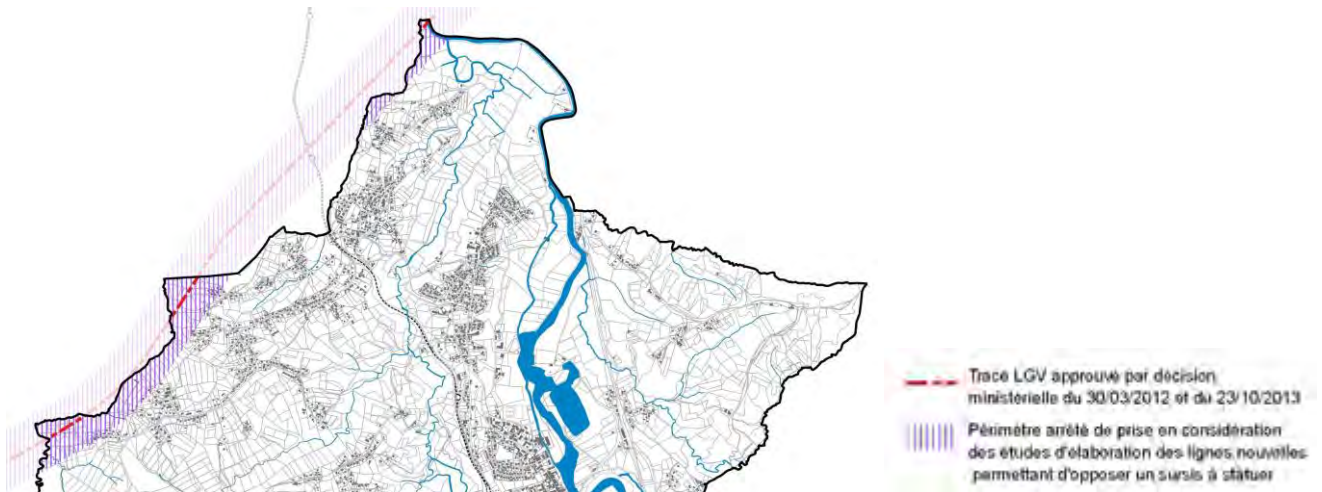 Tracé LGV approuvé par décision
ministérielle du 30/03/2012 et du 23/10/2013
Périmètre arrêté de prise en considération
des études d'élaboration des lignes nouvelles
permettant d'opposer un sursis à statuer